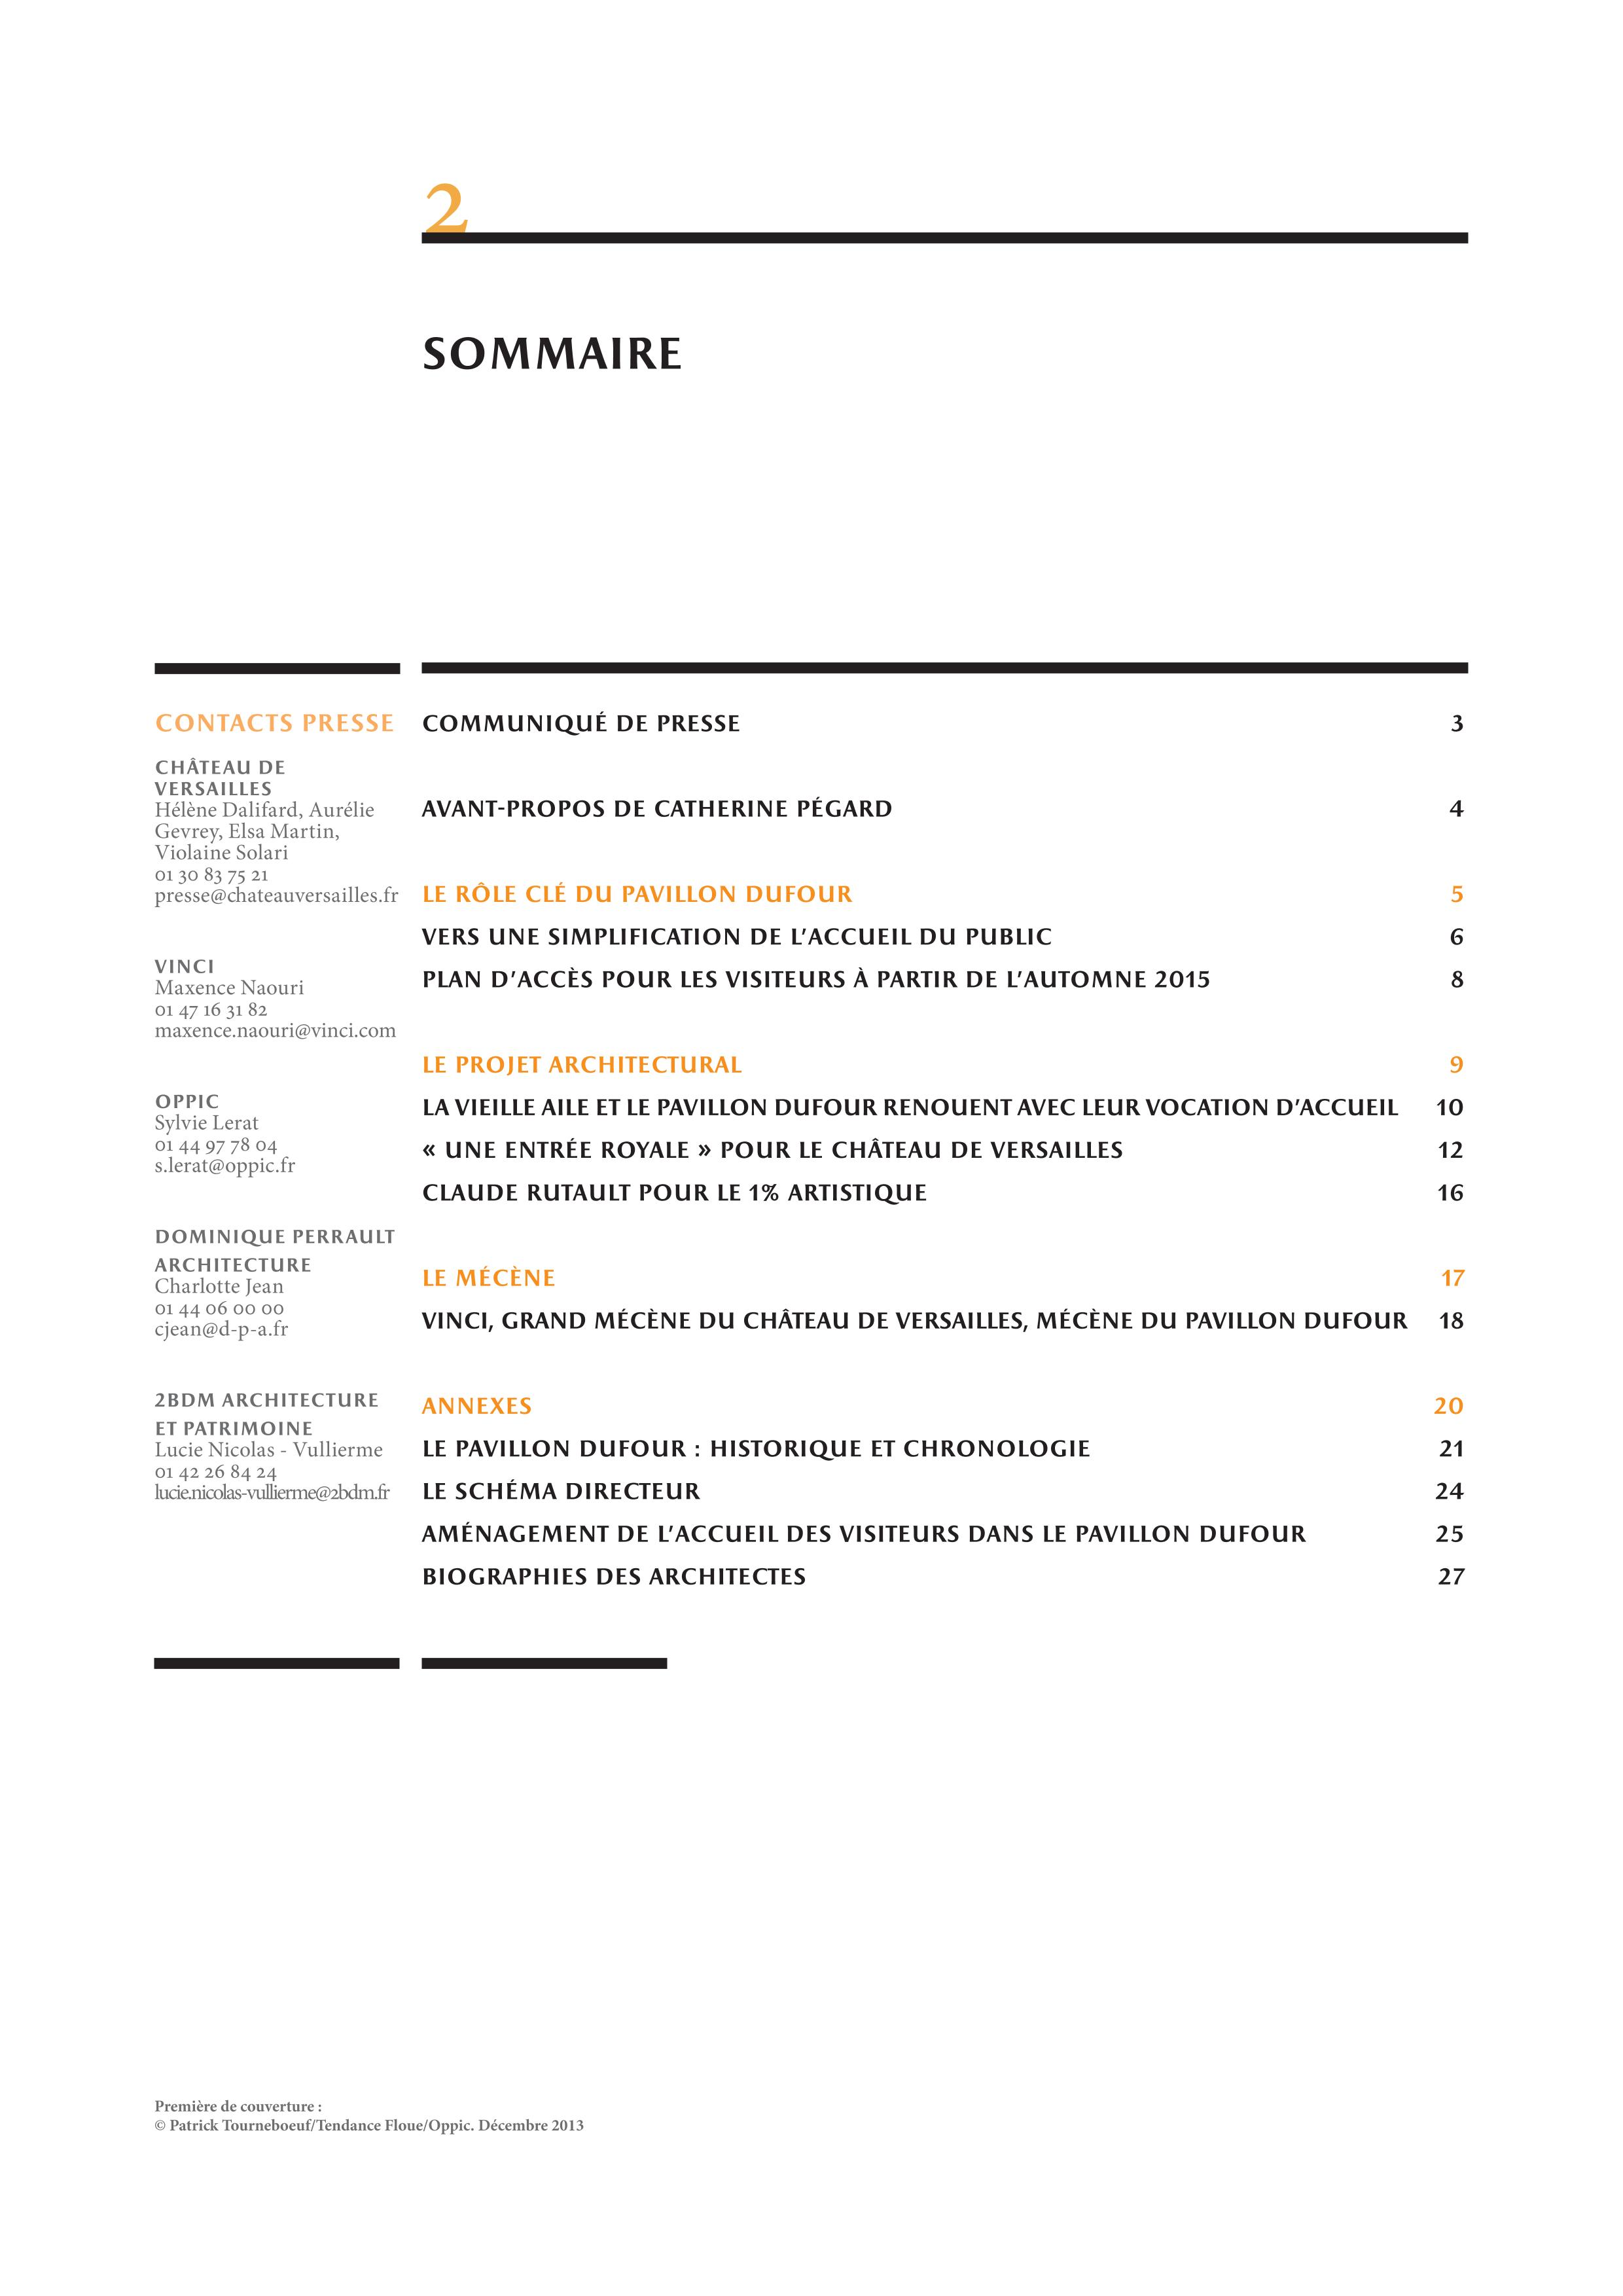 2
SOMMAIRE
CONTACTS PRESSE
CHÂTEAU DE
VERSAILLES
Hélène Dalifard, Aurélie
Gevrey, Elsa Martin,
Violaine Solari
01 30 83 75 21
presse@chateauversailles.fr
VINCI
Maxence Naouri
01 47 16 31 82
maxence.naouri@vinci.com
OPPIC
Sylvie Lerat
01 44 97 78 04
s.lerat@oppic.fr
DOMINIQUE PERRAULT
ARCHITECTURE
Charlotte Jean
01 44 06 00 00
cjean@d-p-a.fr
2BDM ARCHITECTURE
ET PATRIMOINE
Lucie Nicolas - Vullierme
01 42 26 84 24
lucie.nicolas-vullierme@2bdm.fr
COMMUNIQUÉ DE PRESSE 3
AVANT-PROPOS DE CATHERINE PÉGARD 4
LE RÔLE CLÉ DU PAVILLON DUFOUR 5
VERS UNE SIMPLIFICATION DE L’ACCUEIL DU PUBLIC 6
PLAN D’ACCÈS POUR LES VISITEURS À PARTIR DE L’AUTOMNE 2015 8
LE PROJET ARCHITECTURAL 9
LA VIEILLE AILE ET LE PAVILLON DUFOUR RENOUENT AVEC LEUR VOCATION D’ACCUEIL 10
« UNE ENTRÉE ROYALE » POUR LE CHÂTEAU DE VERSAILLES 12
CLAUDE RUTAULT POUR LE 1% ARTISTIQUE 16
LE MÉCÈNE 17
VINCI, GRAND MÉCÈNE DU CHÂTEAU DE VERSAILLES, MÉCÈNE DU PAVILLON DUFOUR 18
ANNEXES 20
LE PAVILLON DUFOUR : HISTORIQUE ET CHRONOLOGIE 21
LE SCHÉMA DIRECTEUR 24
AMÉNAGEMENT DE L’ACCUEIL DES VISITEURS DANS LE PAVILLON DUFOUR 25
BIOGRAPHIES DES ARCHITECTES 27
Première de couverture :
© Patrick Tourneboeuf/Tendance Floue/Oppic. Décembre 2013